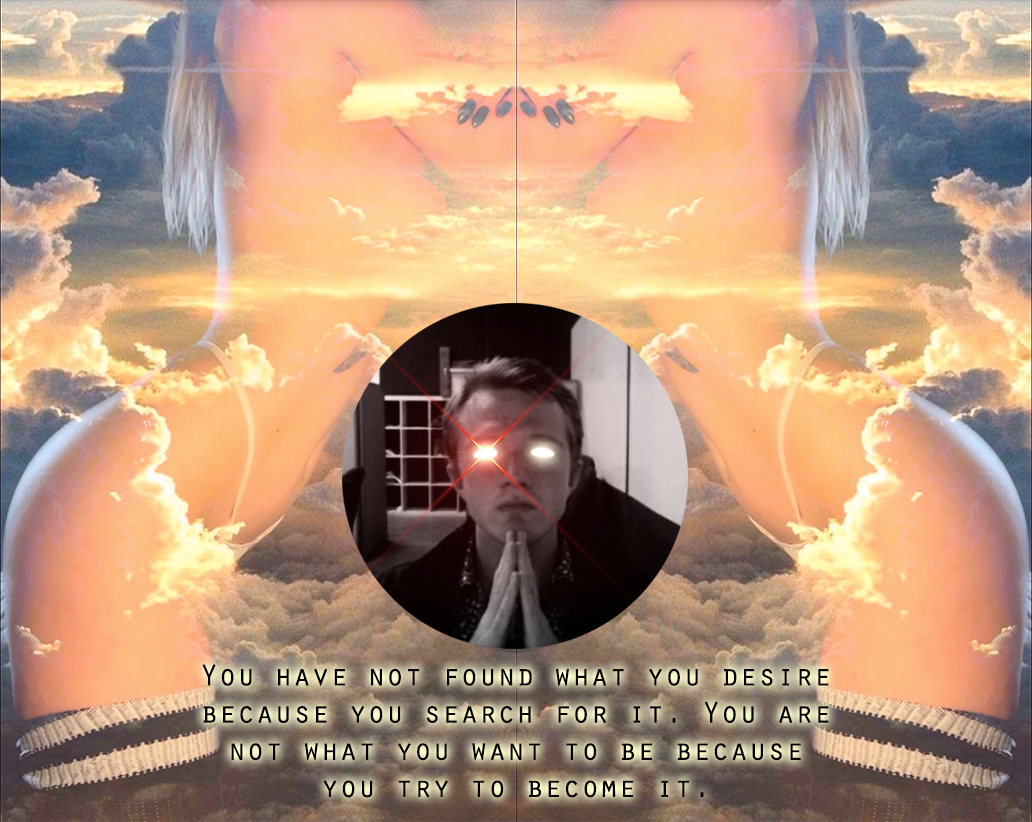 You have not found what you desire
because you search for it. You are
not what you want to be because
you try to become it.